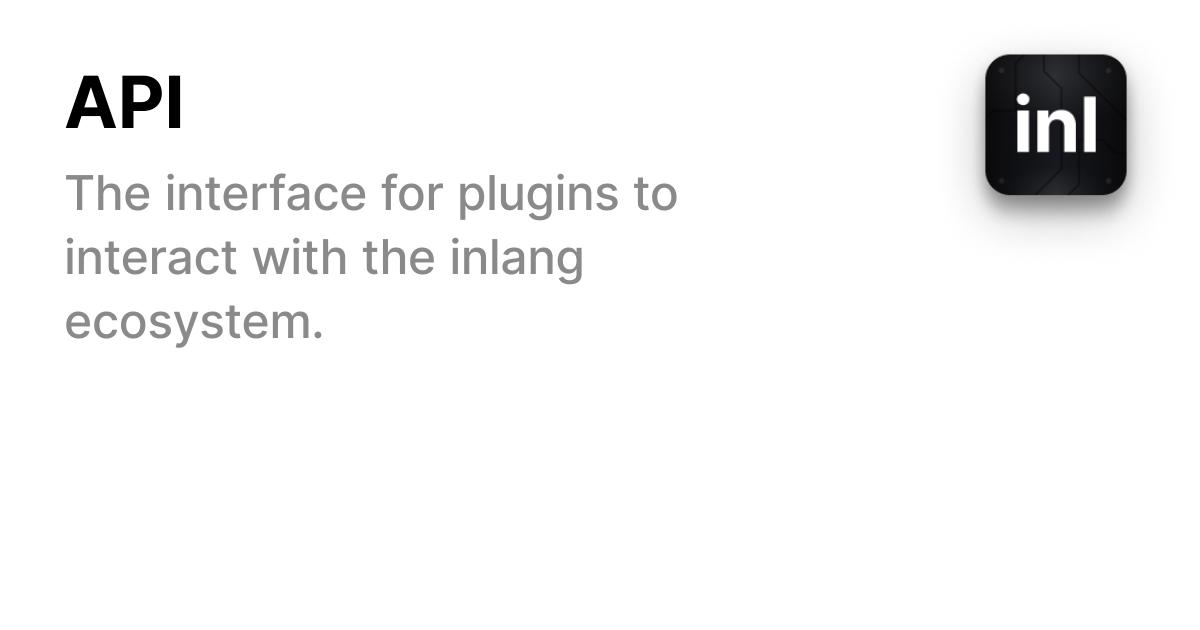 API
inl
The interface for plugins to
interact with the inlang
ecosystem.